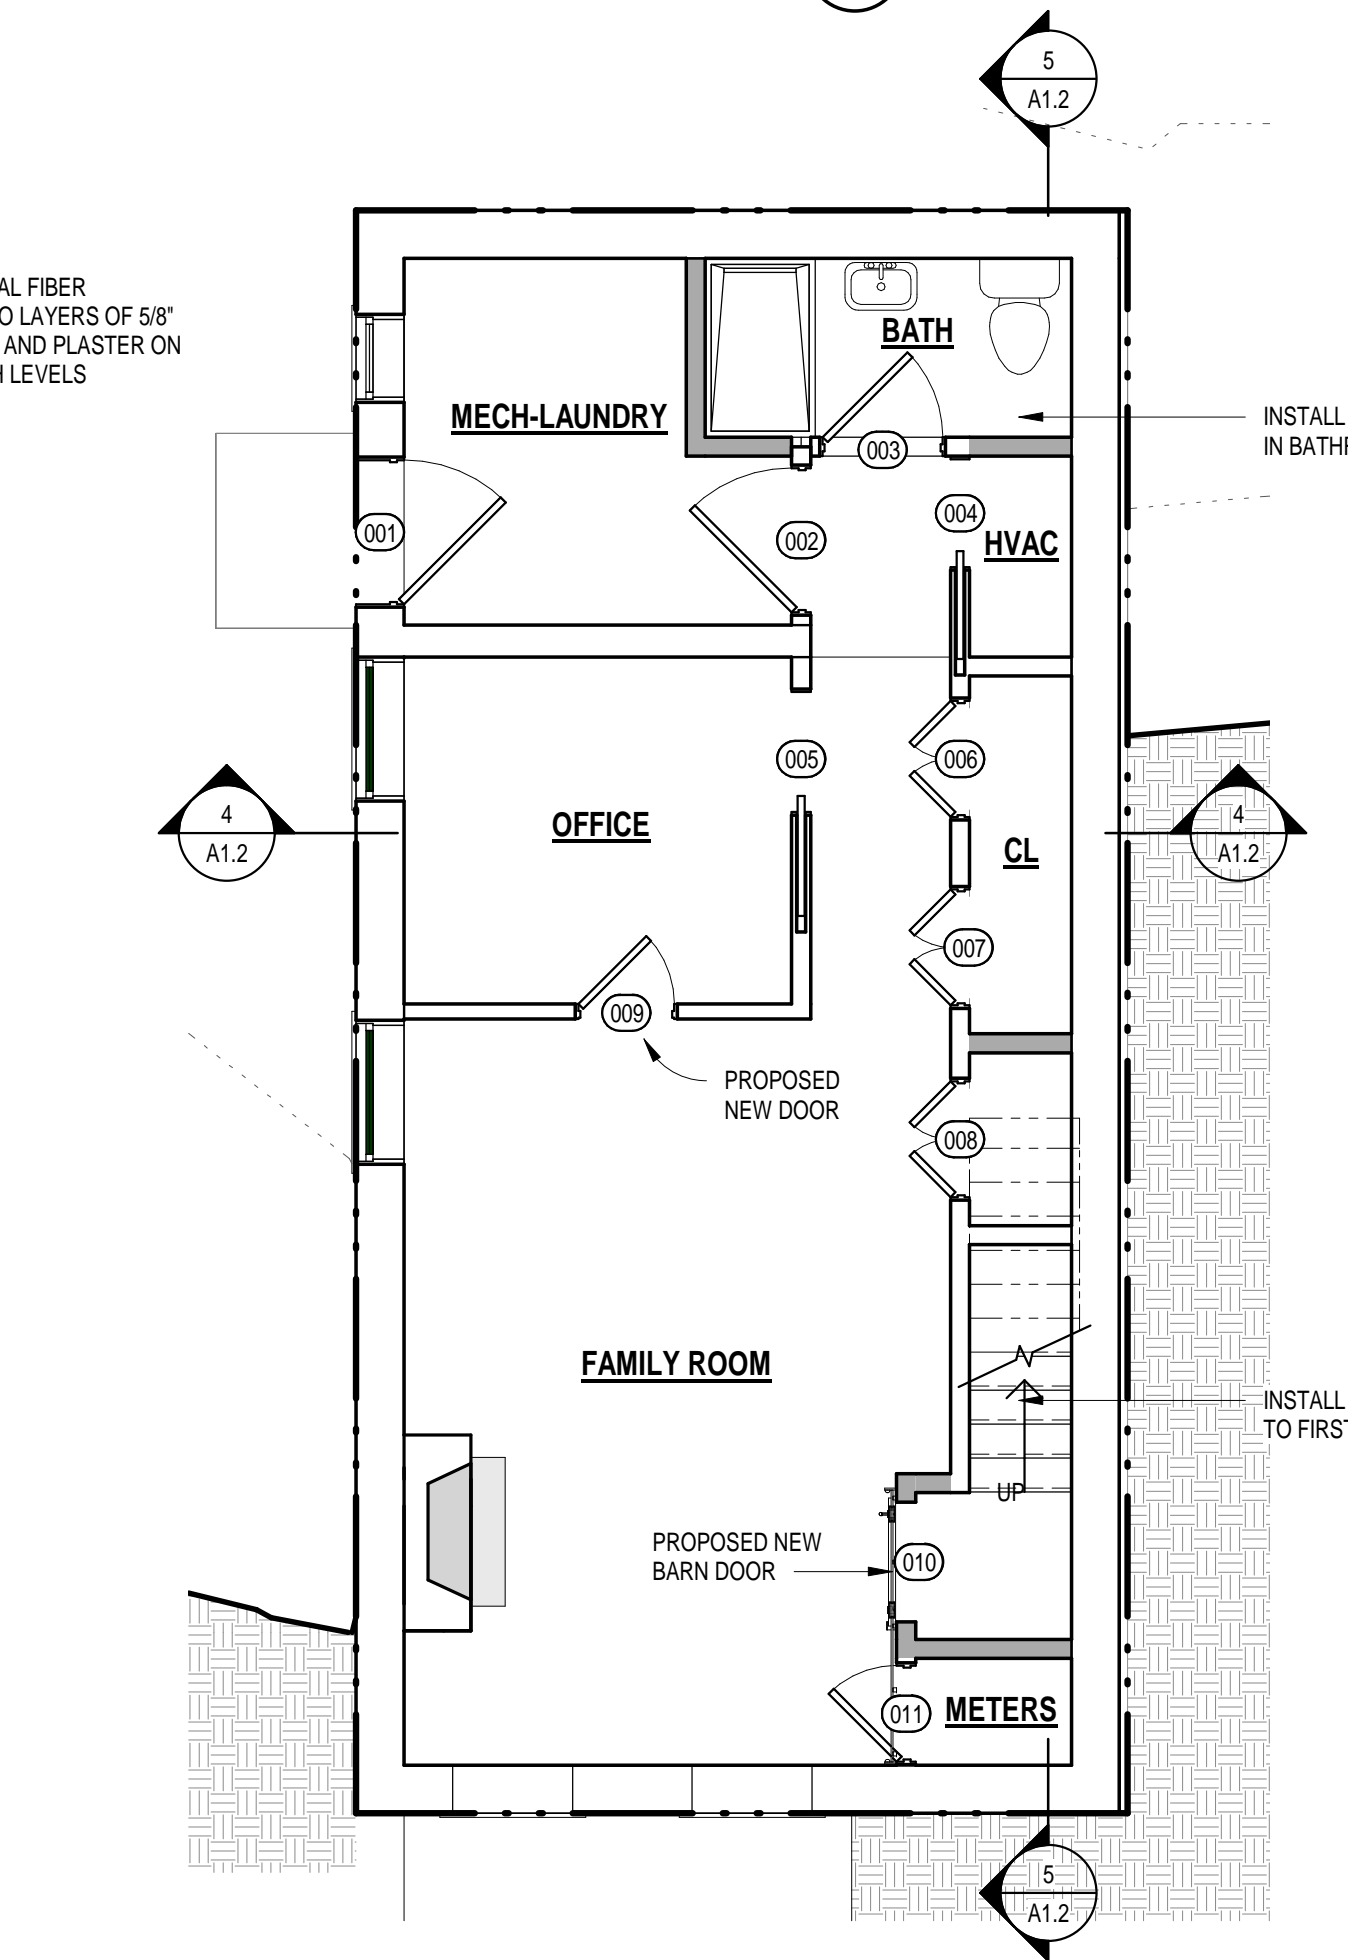 5
A1.2
AL FIBER
O LAYERS OF 5/8"
AND PLASTER ON
H LEVELS
BATH
MECH-LAUNDRY
INSTALL
IN BATH
003
001
002
004
HVAC
005
006
4
A1.2
OFFICE
CL
4
A1.2
007
009
PROPOSED
NEW DOOR
008
FAMILY ROOM
INSTALL
TO FIRST
UP
PROPOSED NEW
BARN DOOR
010
011
METERS
5
A1.2